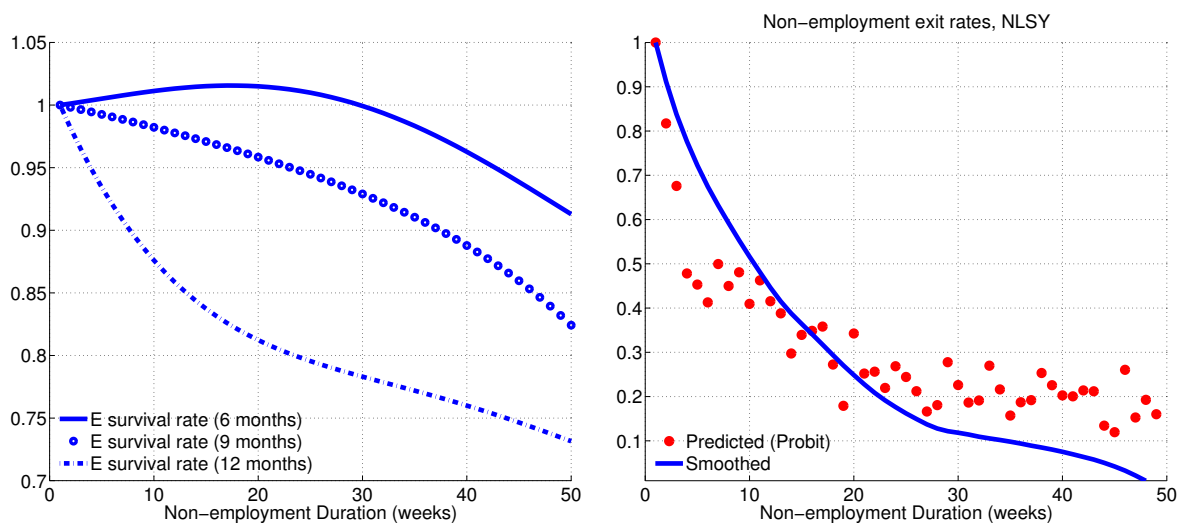 1.05
1
0.95
0.9
0.85
0.8
0.75
0.7
E survival rate (6 months)
E survival rate (9 months)
E survival rate (12 months)
0 10 20 30 40 50
Non−employment Duration (weeks)
Non−employment exit rates, NLSY
1
0.9
0.8
0.7
0.6
0.5
0.4
0.3
0.2
0.1
Predicted (Probit)
Smoothed
0 10 20 30 40 50
Non−employment Duration (weeks)